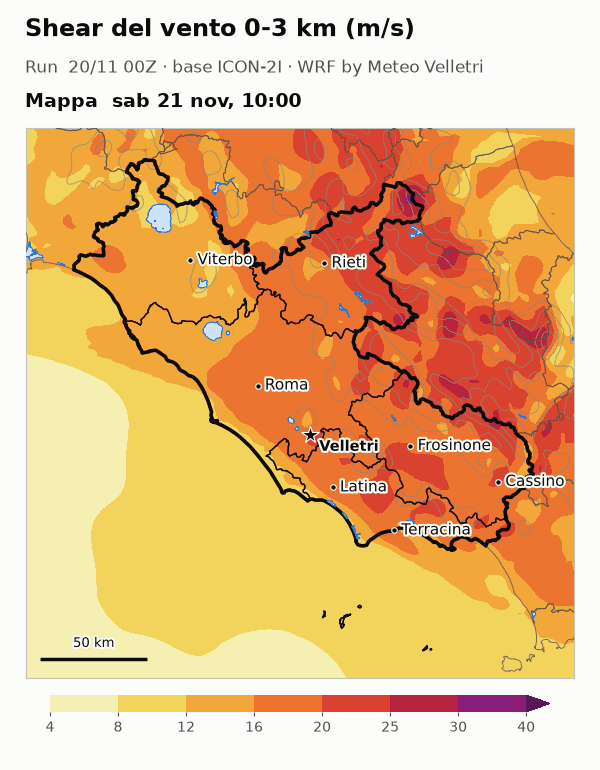 Shear del vento 0-3 km (m/s)
Run  20/11 00Z · base ICON-2I · WRF by Meteo Velletri
Mappa  sab 21 nov, 10:00
Viterbo
Rieti
Roma
Velletri
Frosinone
Latina
Cassino
Terracina
50 km
4 8 12 16 20 25 30 40